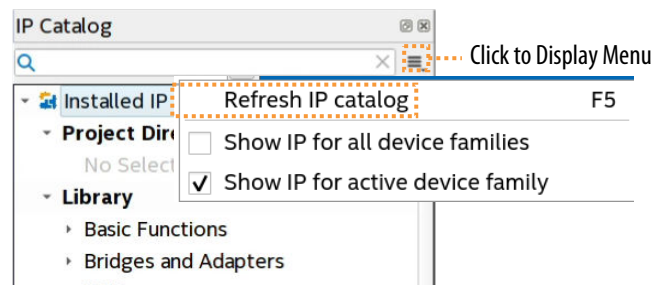 IP Catalog
Click to Display Menu
Installed IP
Refresh IP catalog F5
Project Dire
Show IP for all device families
No Select
Show IP for active device family
Library
Basic Functions
Bridges and Adapters